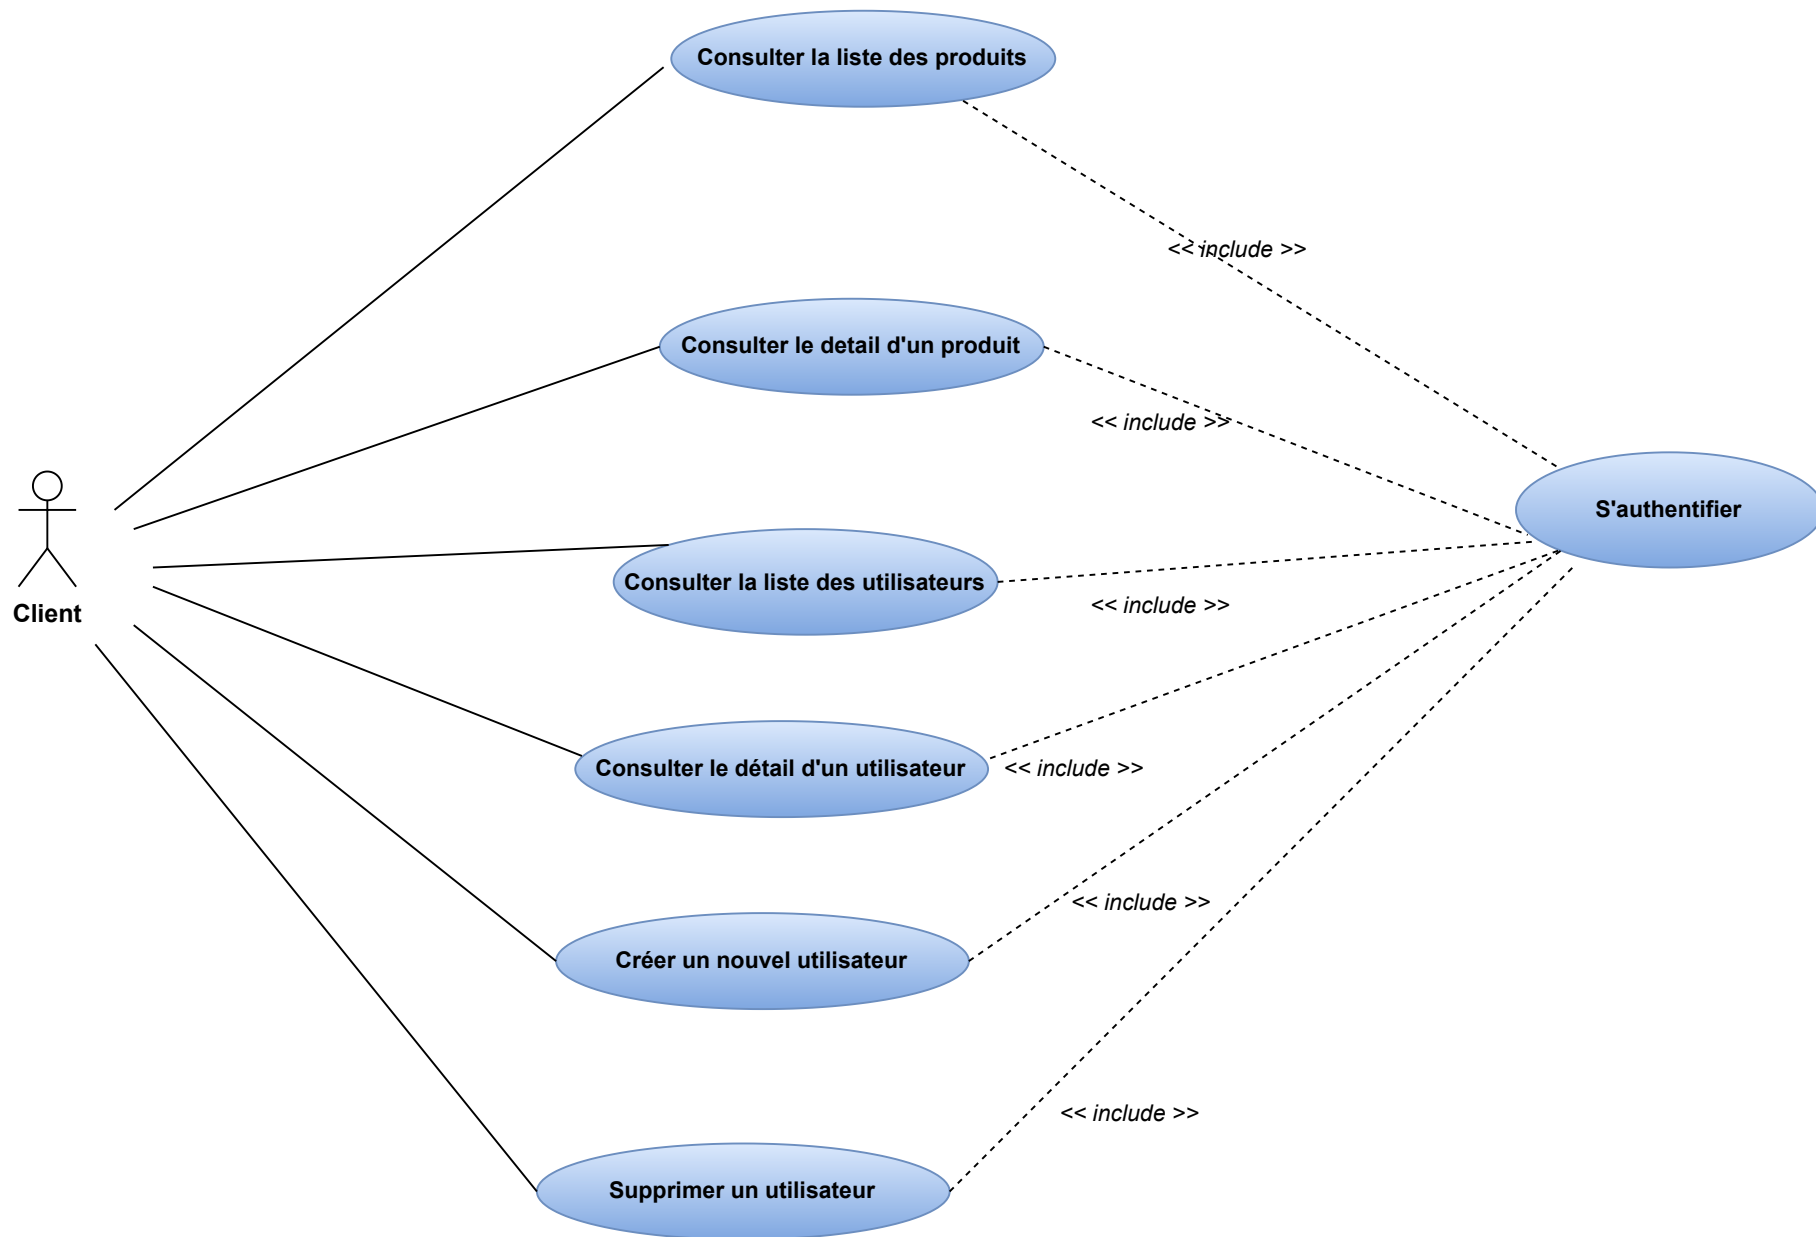 Consulter la liste des produits
<< include >>
Consulter le detail d'un produit
<< include >>
S'authentifier
Consulter la liste des utilisateurs
<< include >>
Client
Consulter le détail d'un utilisateur
<< include >>
Créer un nouvel utilisateur
<< include >>
<< include >>
Supprimer un utilisateur